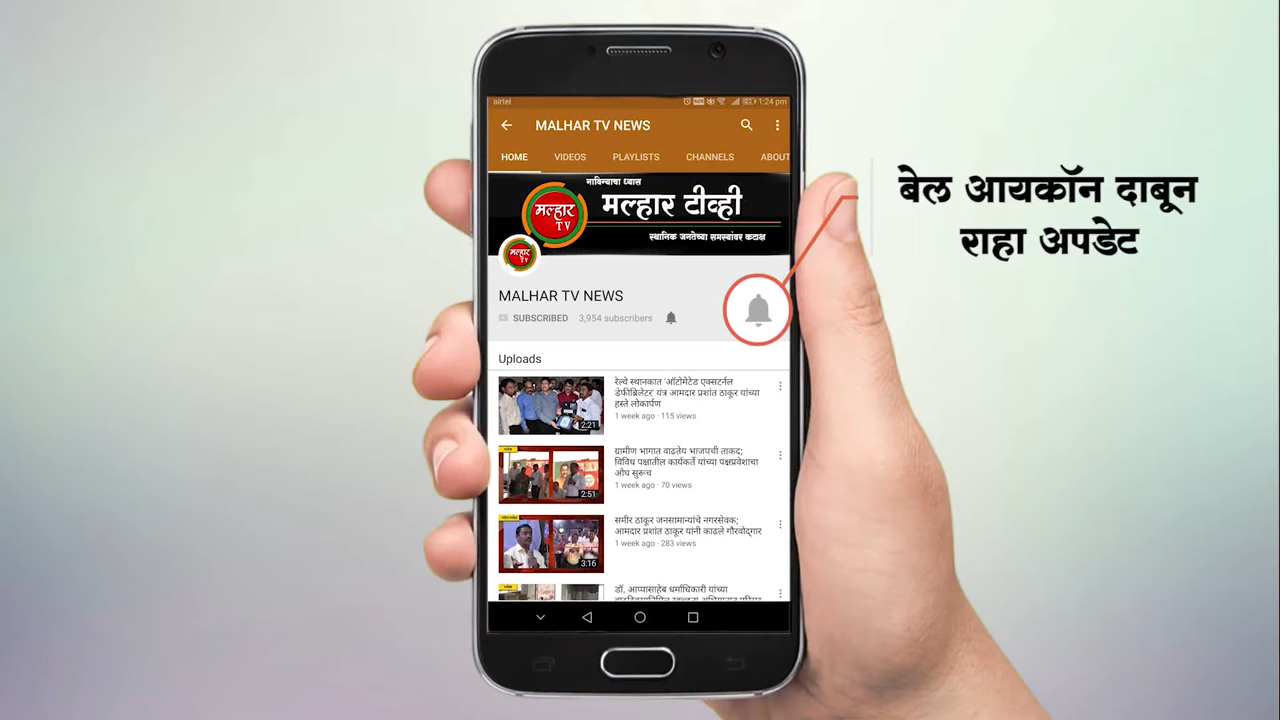 airtel
1:24 pm
MALHAR TV NEWS
HOME VIDEOS PLAYLISTS CHANNELS ABOUT
नाविन्याचा ध्यास
मल्हार टीव्ही
मल्हार
TV
स्थानिक जनतेच्या समस्यांवर कटाक्ष
मल्हार
TV
MALHAR TV NEWS
SUBSCRIBED 3,954 subscribers
Uploads
रेल्वे स्थानकात 'ऑटोमेटेड एक्सटर्नल
डेफीब्रिलेटर' यंत्र आमदार प्रशांत ठाकूर यांच्या
हस्ते लोकार्पण
1 week ago · 115 views
2:21
ग्रामीण भागात वाढतेय भाजपची ताकद;
विविध पक्षातील कार्यकर्ते यांच्या पक्षप्रवेशाचा
ओघ सुरूच
1 week ago · 70 views
2:51
समीर ठाकूर जनसामान्यांचे नगरसेवक;
आमदार प्रशांत ठाकूर यांनी काढले गौरवोद्गार
1 week ago · 283 views
3:16
डॉ. आप्पासाहेब धर्माधिकारी यांच्या
बेल आयकॉन दाबून
राहा अपडेट